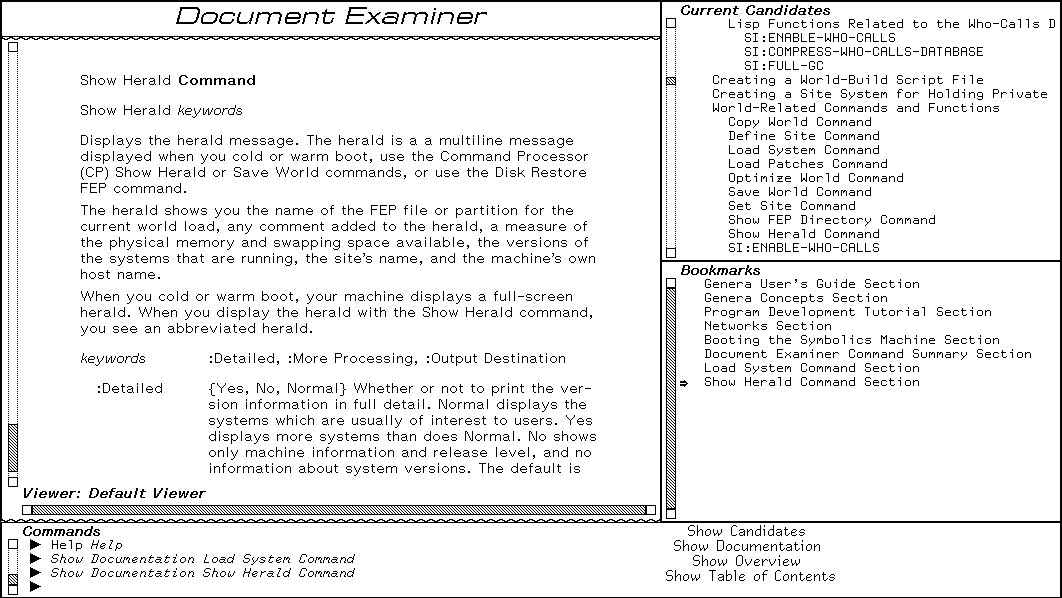 Document Examiner
Show Herald Command
Show Herald keywords
Displays the herald message. The herald is a a multiline message
displayed when you cold or warm boot, use the Command Processor
(CP) Show Herald or Save World commands, or use the Disk Restore
FEP command.
The herald shows you the name of the FEP file or partition for the
current world load, any comment added to the herald, a measure of
the physical memory and swapping space available, the versions of
the systems that are running, the site's name, and the machine's own
host name.
When you cold or warm boot, your machine displays a full-screen
herald. When you display the herald with the Show Herald command,
you see an abbreviated herald.
keywords :Detailed, :More Processing, :Output Destination
:Detailed {Yes, No, Normal} Whether or not to print the ver-
sion information in full detail. Normal displays the
systems which are usually of interest to users. Yes
displays more systems than does Normal. No shows
only machine information and release level, and no
information about system versions. The default is
Viewer: Default Viewer
Current Candidates
Lisp Functions Related to the Who-Calls D
SI:ENABLE-WHO-CALLS
SI:COMPRESS-WHO-CALLS-DATABASE
SI:FULL-GC
Creating a World-Build Script File
Creating a Site System for Holding Private
World-Related Commands and Functions
Copy World Command
Define Site Command
Load System Command
Load Patches Command
Optimize World Command
Save World Command
Set Site Command
Show FEP Directory Command
Show Herald Command
SI:ENABLE-WHO-CALLS
Bookmarks
Genera User's Guide Section
Genera Concepts Section
Program Development Tutorial Section
Networks Section
Booting the Symbolics Machine Section
Document Examiner Command Summary Section
Load System Command Section
⇒ Show Herald Command Section
Commands
Help Help
Show Documentation Load System Command
Show Documentation Show Herald Command
Show Candidates
Show Documentation
Show Overview
Show Table of Contents